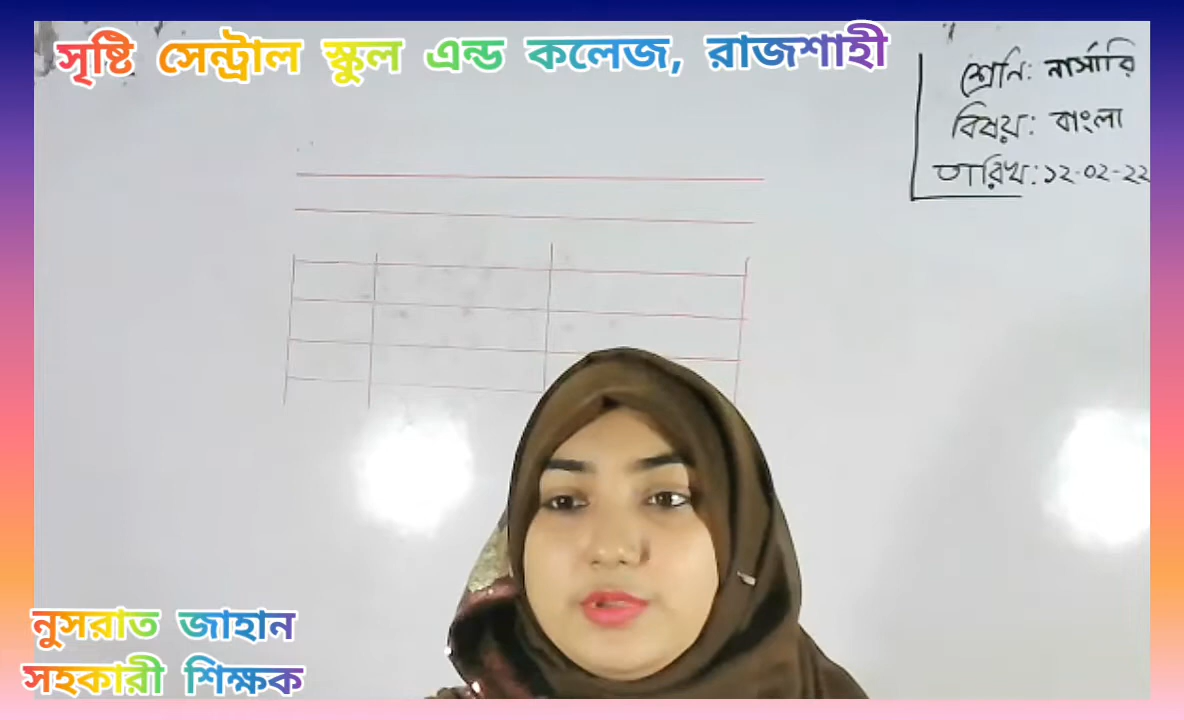 সৃষ্টি সেন্ট্রাল স্কুল এন্ড কলেজ, রাজশাহী
শ্রেনি: নার্সারি
বিষয়: বাংলা
তারিখ:১২-০২-২২
নুসরাত জাহান
সহকারী শিক্ষক